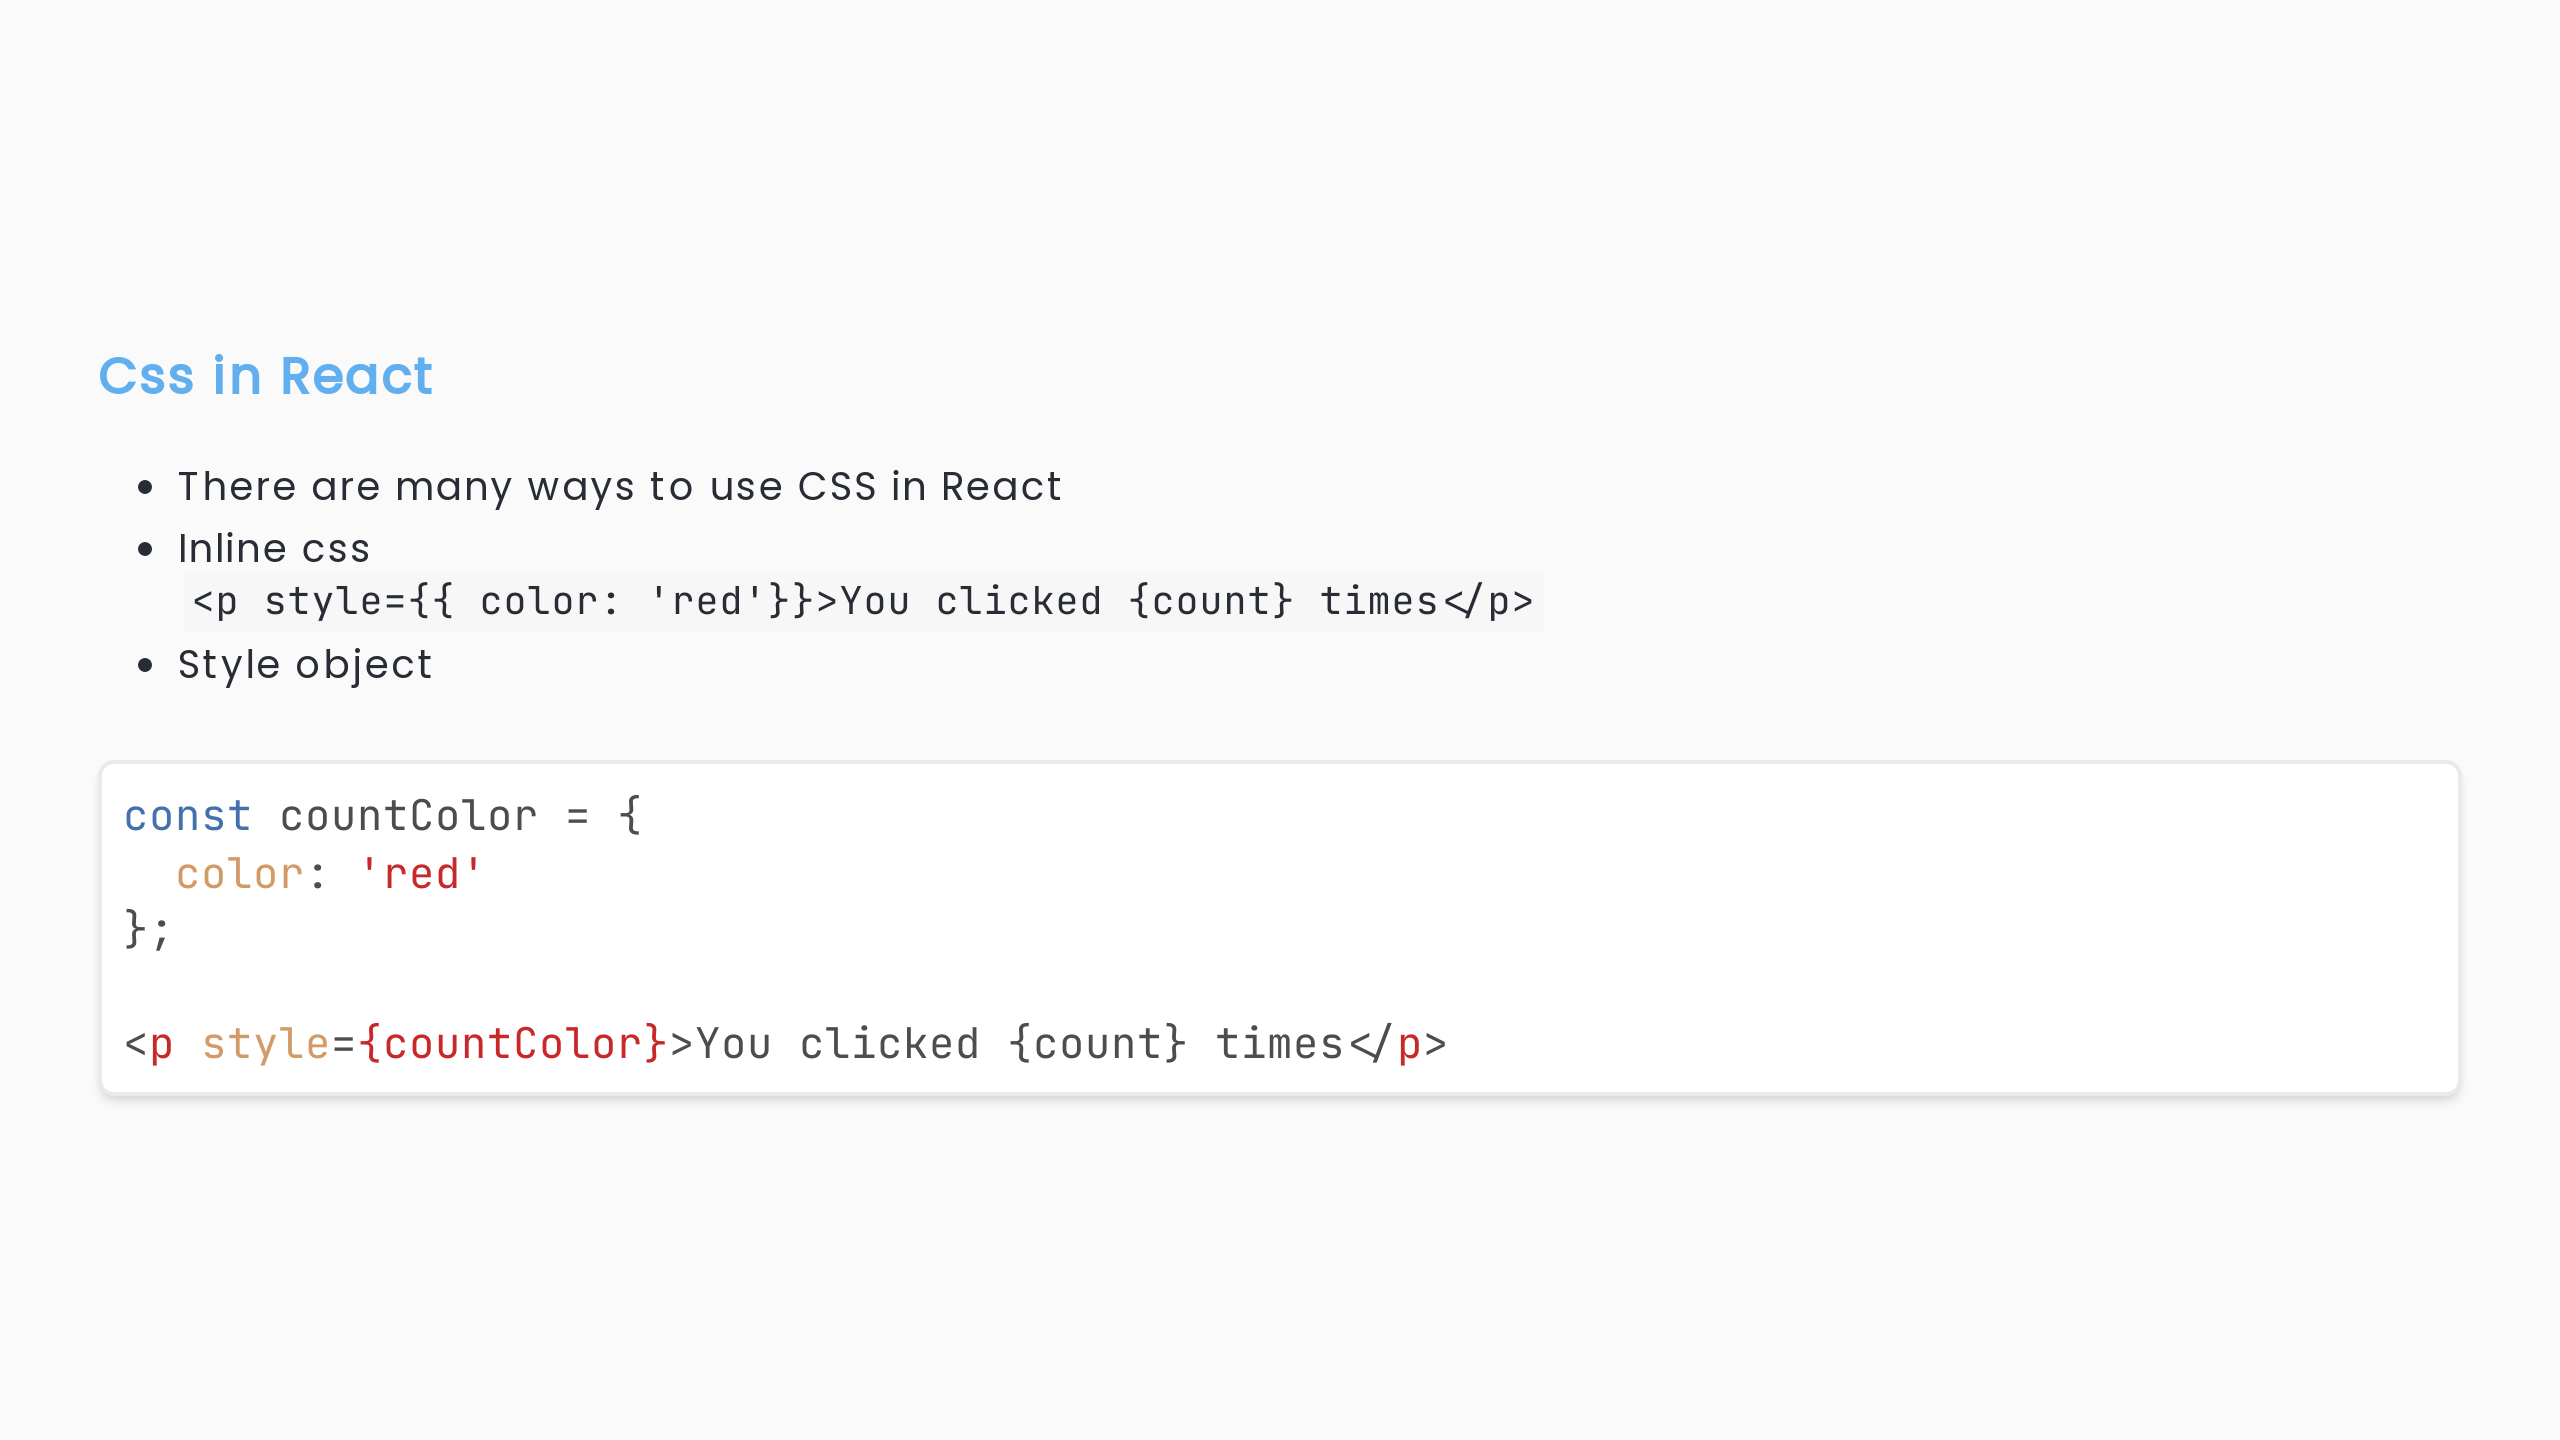 Css in React
There are many ways to use CSS in React
Inline css
<p style={{ color: 'red'}}>You clicked {count} times</p>
Style object
const countColor = {
  color: 'red'
};
<p style={countColor}>You clicked {count} times</p>